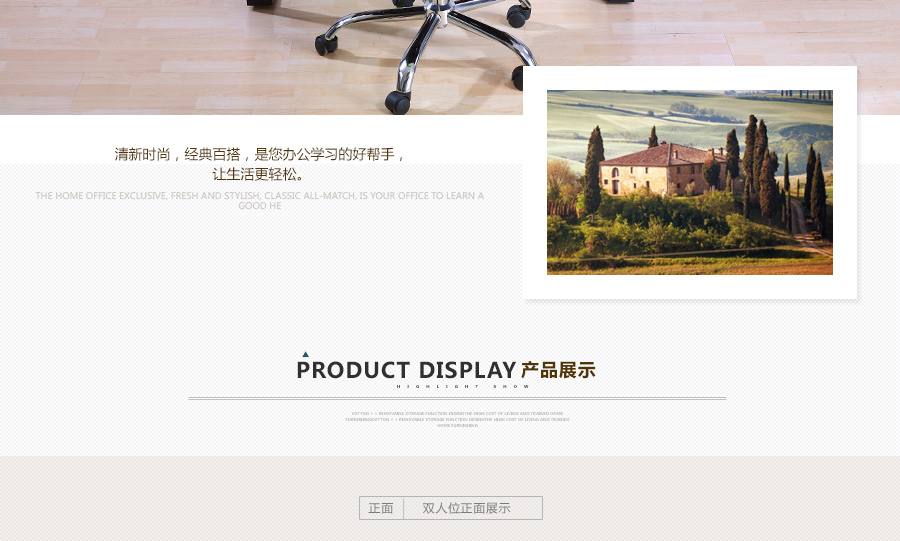 清新时尚，经典百搭，是您办公学习的好帮手，
让生活更轻松。
THE HOME OFFICE EXCLUSIVE, FRESH AND STYLISH, CLASSIC ALL-MATCH, IS YOUR OFFICE TO LEARN A
GOOD HE
PRODUCT DISPLAY 产品展示
HIGHLIGHT SHOW
正面 双人位正面展示